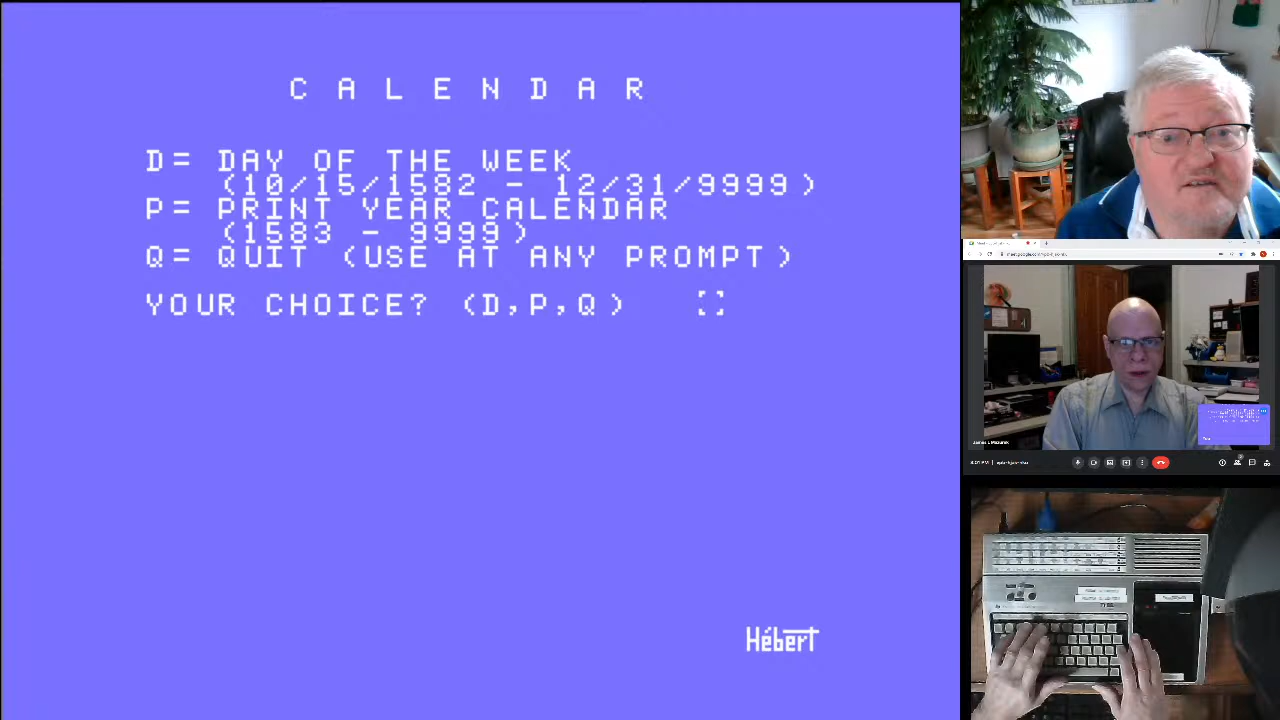 C A L E N D A R
D= DAY OF THE WEEK
(10/15/1582 - 12/31/9999)
P= PRINT YEAR CALENDAR
(1583 - 9999)
Q= QUIT (USE AT ANY PROMPT)
YOUR CHOICE? (D,P,Q) []
Hébert